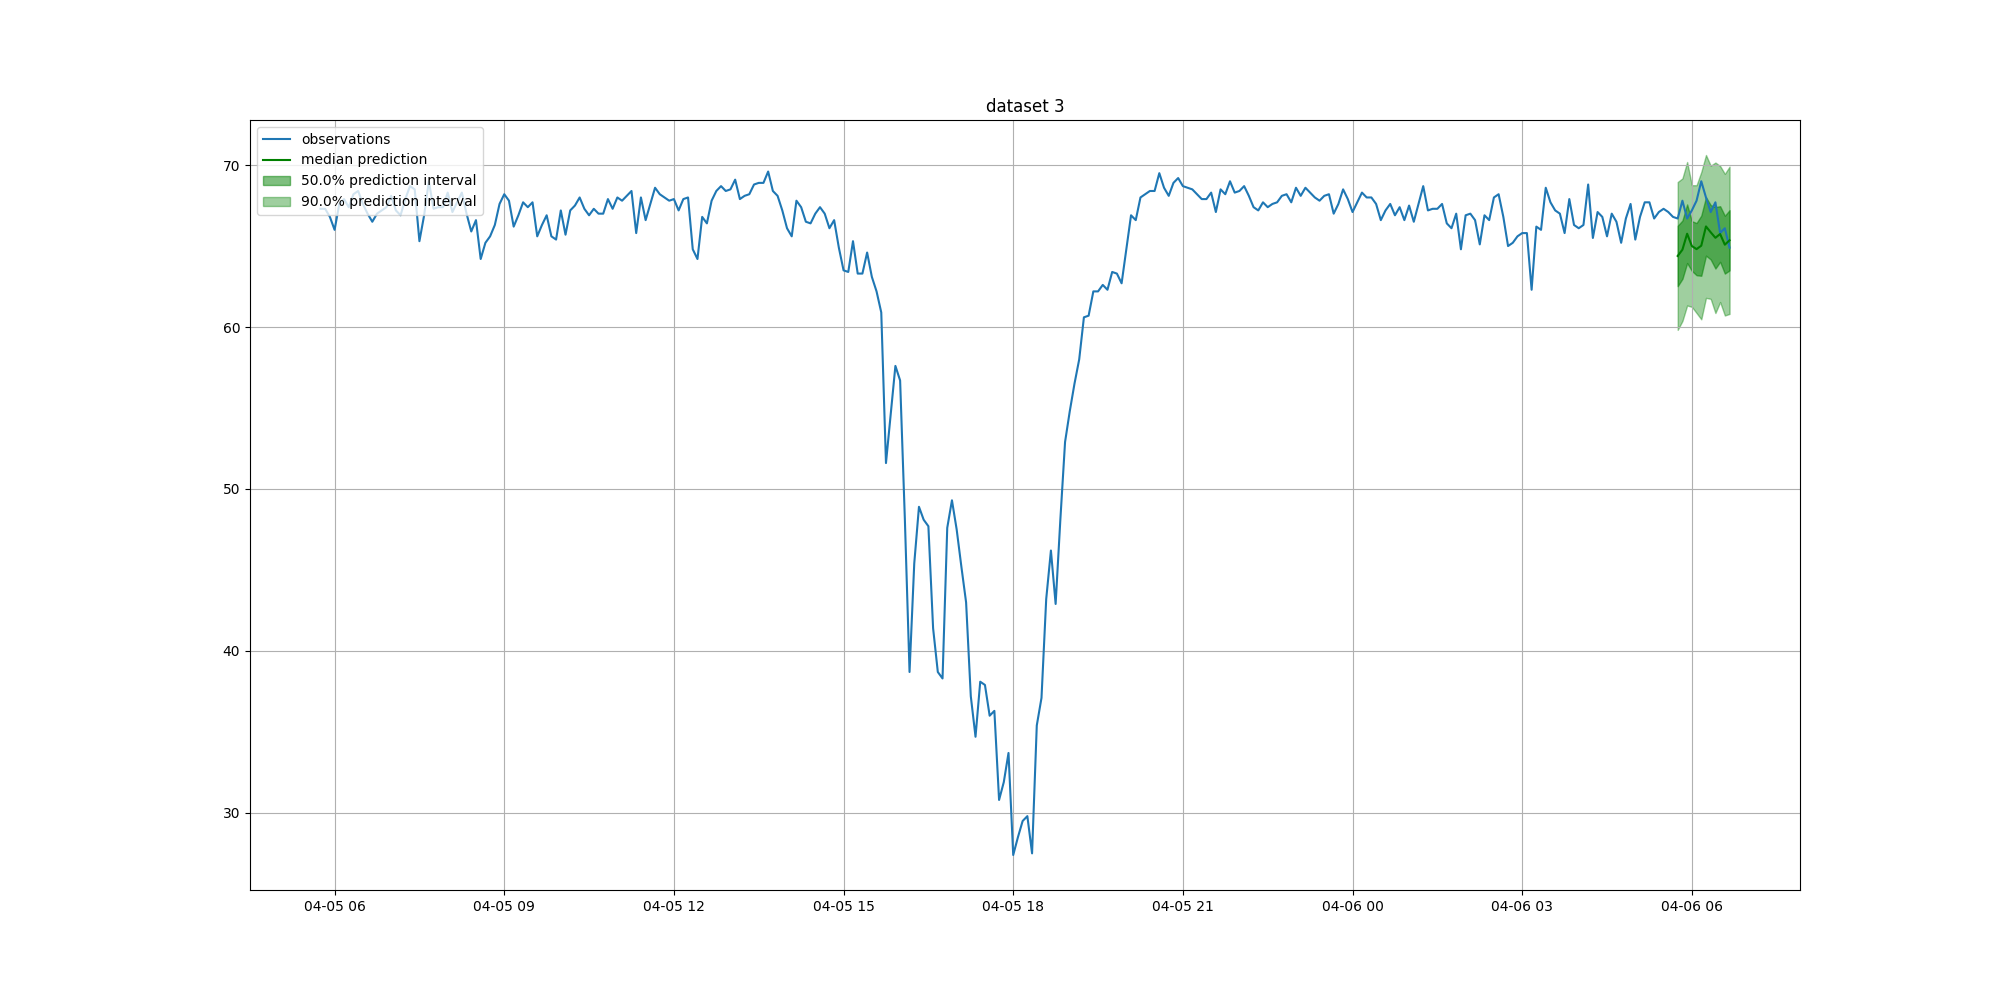 dataset 3
observations
median prediction
50.0% prediction interval
90.0% prediction interval
70
60
50
40
30
04-05 06
04-05 09
04-05 12
04-05 15
04-05 18
04-05 21
04-06 00
04-06 03
04-06 06